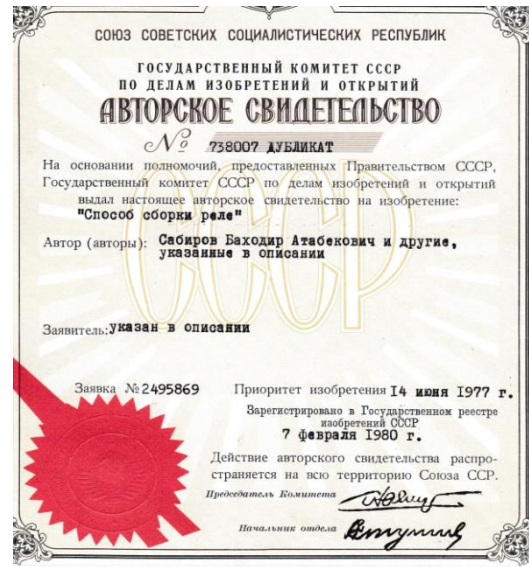 СОЮЗ СОВЕТСКИХ СОЦИАЛИСТИЧЕСКИХ РЕСПУБЛИК
ГОСУДАРСТВЕННЫЙ КОМИТЕТ СССР
ПО ДЕЛАМ ИЗОБРЕТЕНИЙ И ОТКРЫТИЙ
АВТОРСКОЕ СВИДЕТЕЛЬСТВО
№ 738007 ДУБЛИКАТ
На основании полномочий, предоставленных Правительством СССР,
Государственный комитет СССР по делам изобретений и открытий
выдал настоящее авторское свидетельство на изобретение:
"Способ сборки реле"
Автор (авторы): Сабиров Баходир Атабекович и другие,
указанные в описании
СССР
Заявитель: указан в описании
Заявка № 2495869 Приоритет изобретения 14 июня 1977 г.
Зарегистрировано в Государственном реестре
изобретений СССР
7 февраля 1980 г.
Действие авторского свидетельства распро-
страняется на всю территорию Союза ССР.
Председатель Комитета
Начальник отдела